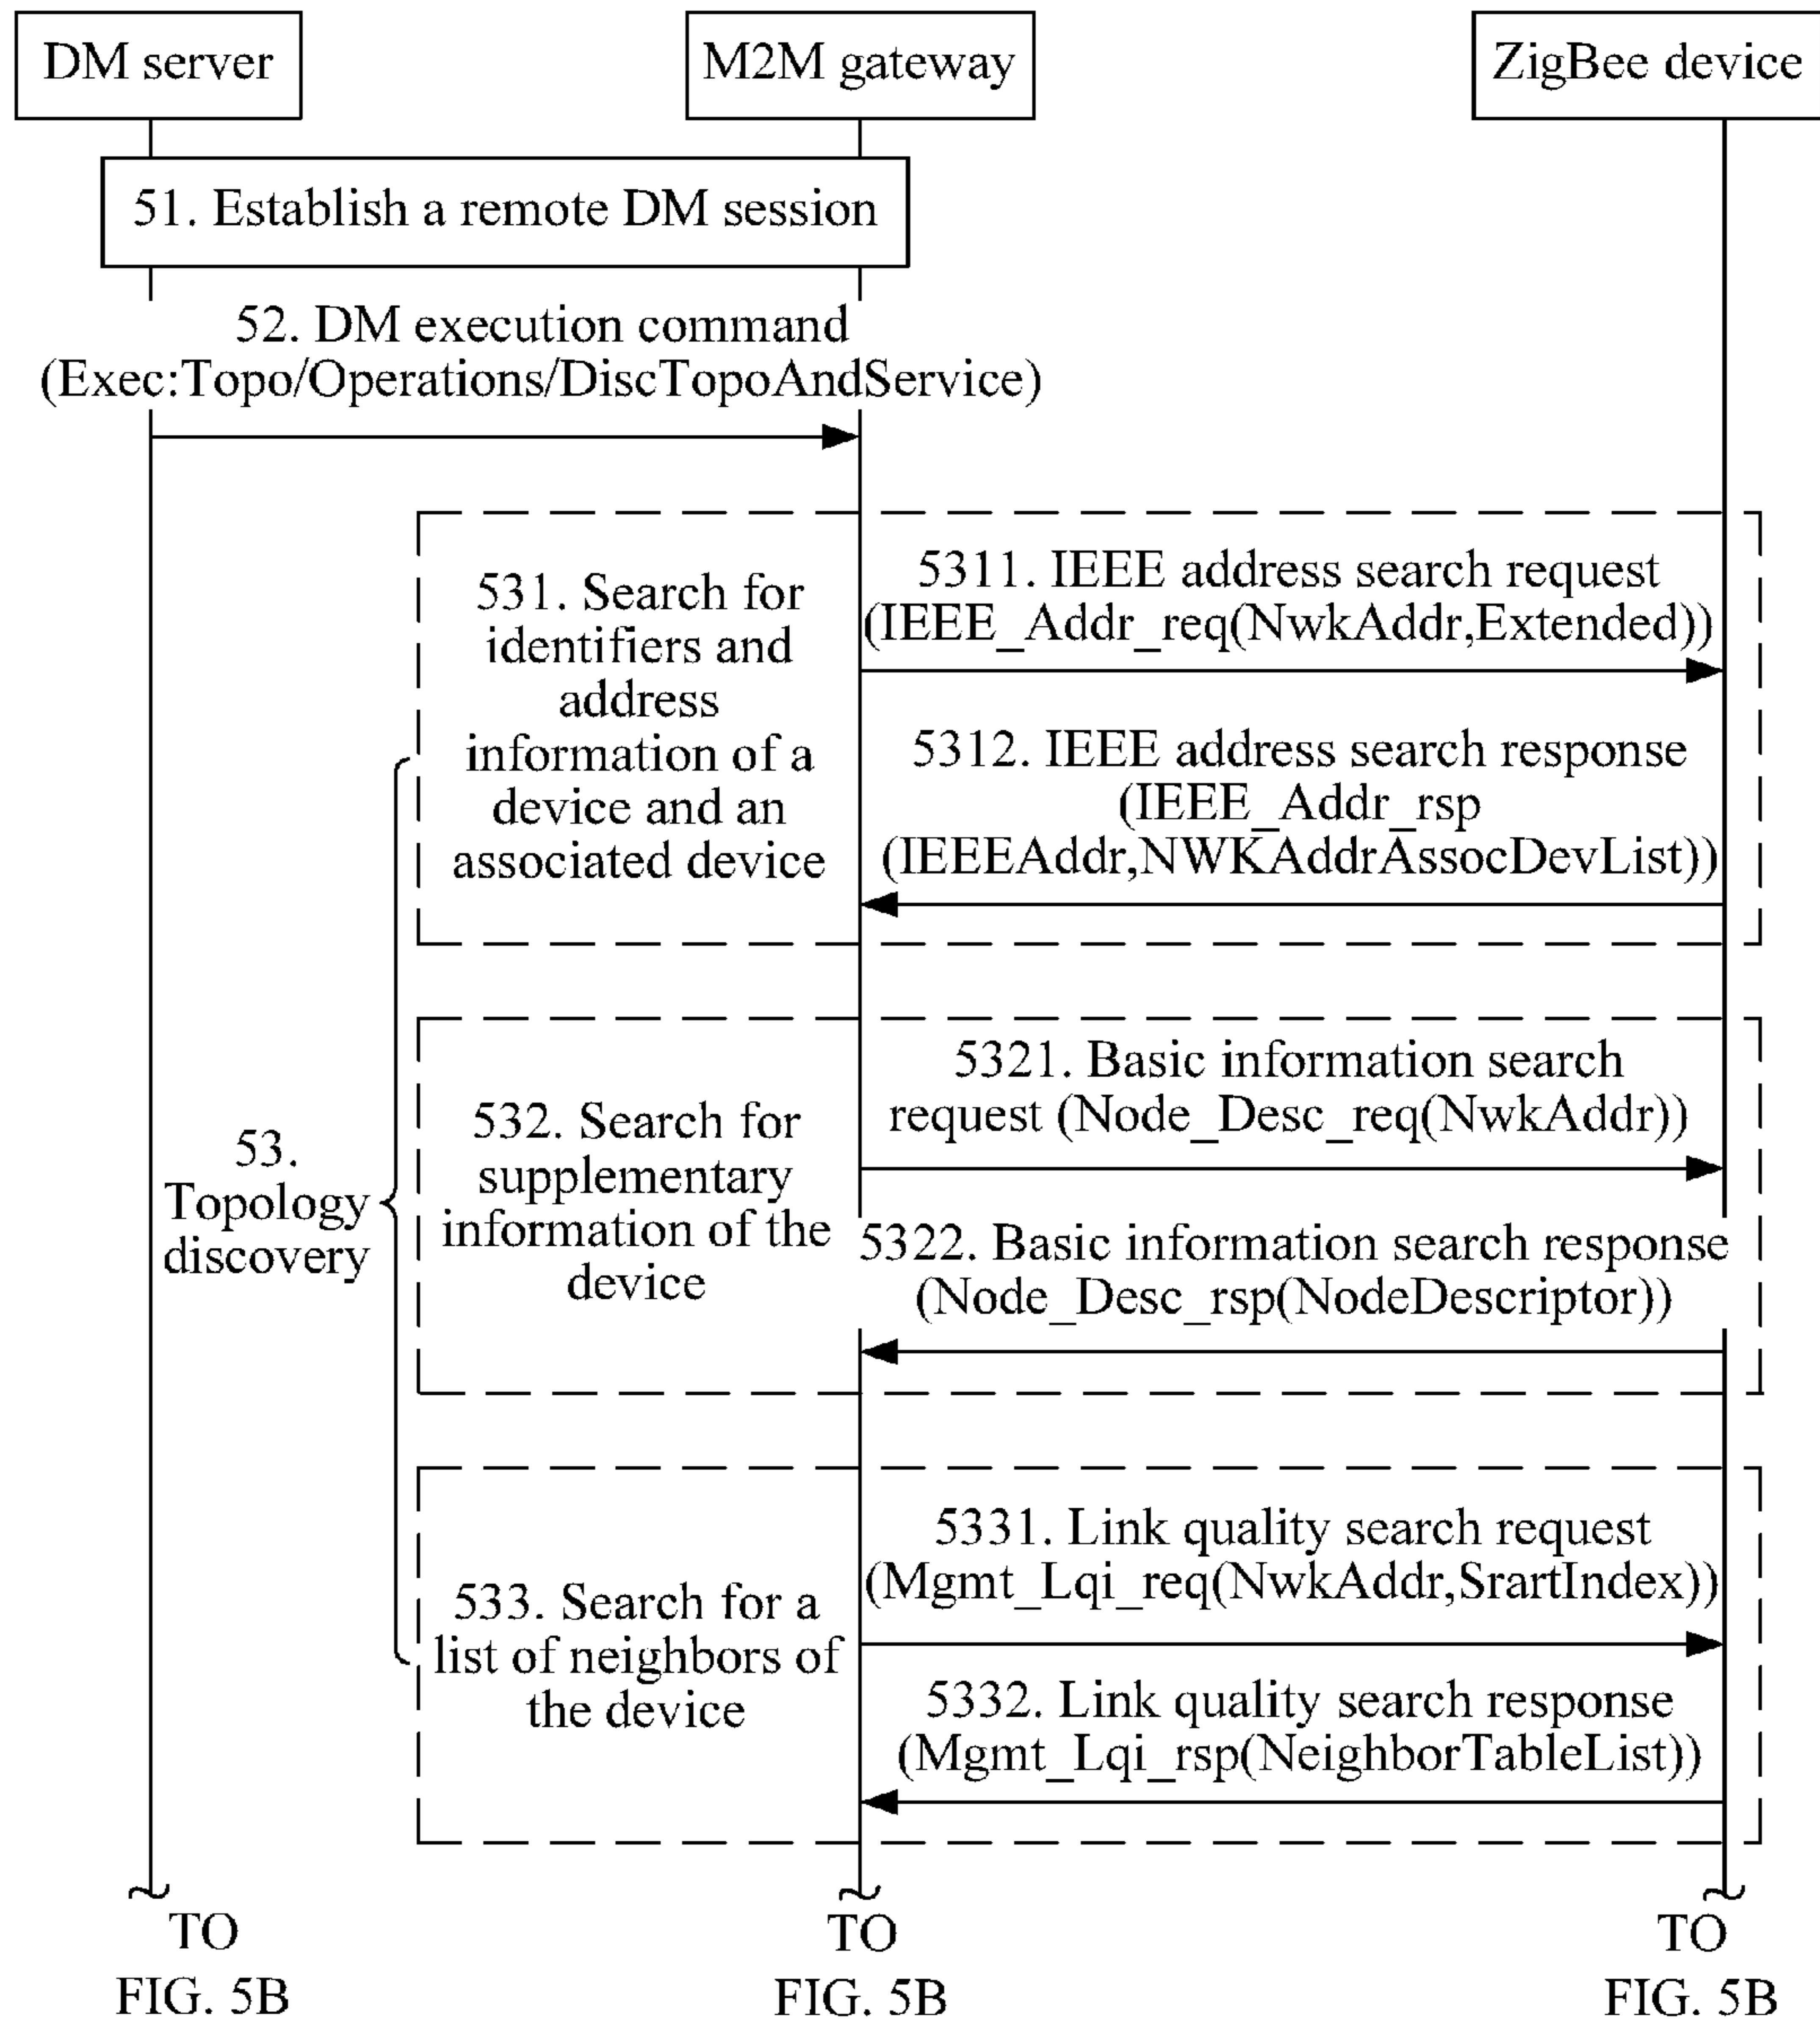 DM server
M2M gateway
ZigBee device
51. Establish a remote DM session
52. DM execution command
(Exec:Topo/Operations/DiscTopoAndService)
53.
Topology
discovery
531. Search for
identifiers and
address
information of a
device and an
associated device
5311. IEEE address search request
(IEEE_Addr_req(NwkAddr,Extended))
5312. IEEE address search response
(IEEE_Addr_rsp
(IEEEAddr,NWKAddrAssocDevList))
532. Search for
supplementary
information of the
device
5321. Basic information search
request (Node_Desc_req(NwkAddr))
5322. Basic information search response
(Node_Desc_rsp(NodeDescriptor))
533. Search for a
list of neighbors of
the device
5331. Link quality search request
(Mgmt_Lqi_req(NwkAddr,SrartIndex))
5332. Link quality search response
(Mgmt_Lqi_rsp(NeighborTableList))
TO
FIG. 5B
TO
FIG. 5B
TO
FIG. 5B